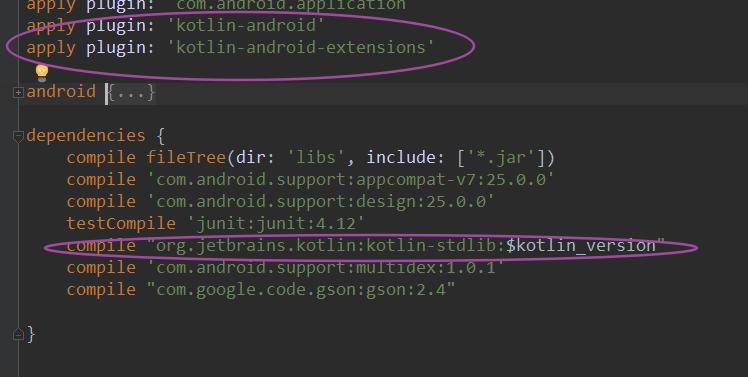 apply plugin: 'com.android.application
apply plugin: 'kotlin-android'
apply plugin: 'kotlin-android-extensions'
android {...}
dependencies {
compile fileTree(dir: 'libs', include: ['*.jar'])
compile 'com.android.support:appcompat-v7:25.0.0'
compile 'com.android.support:design:25.0.0'
testCompile 'junit:junit:4.12'
compile "org.jetbrains.kotlin:kotlin-stdlib:$kotlin_version"
compile 'com.android.support:multidex:1.0.1'
compile "com.google.code.gson:gson:2.4"
}